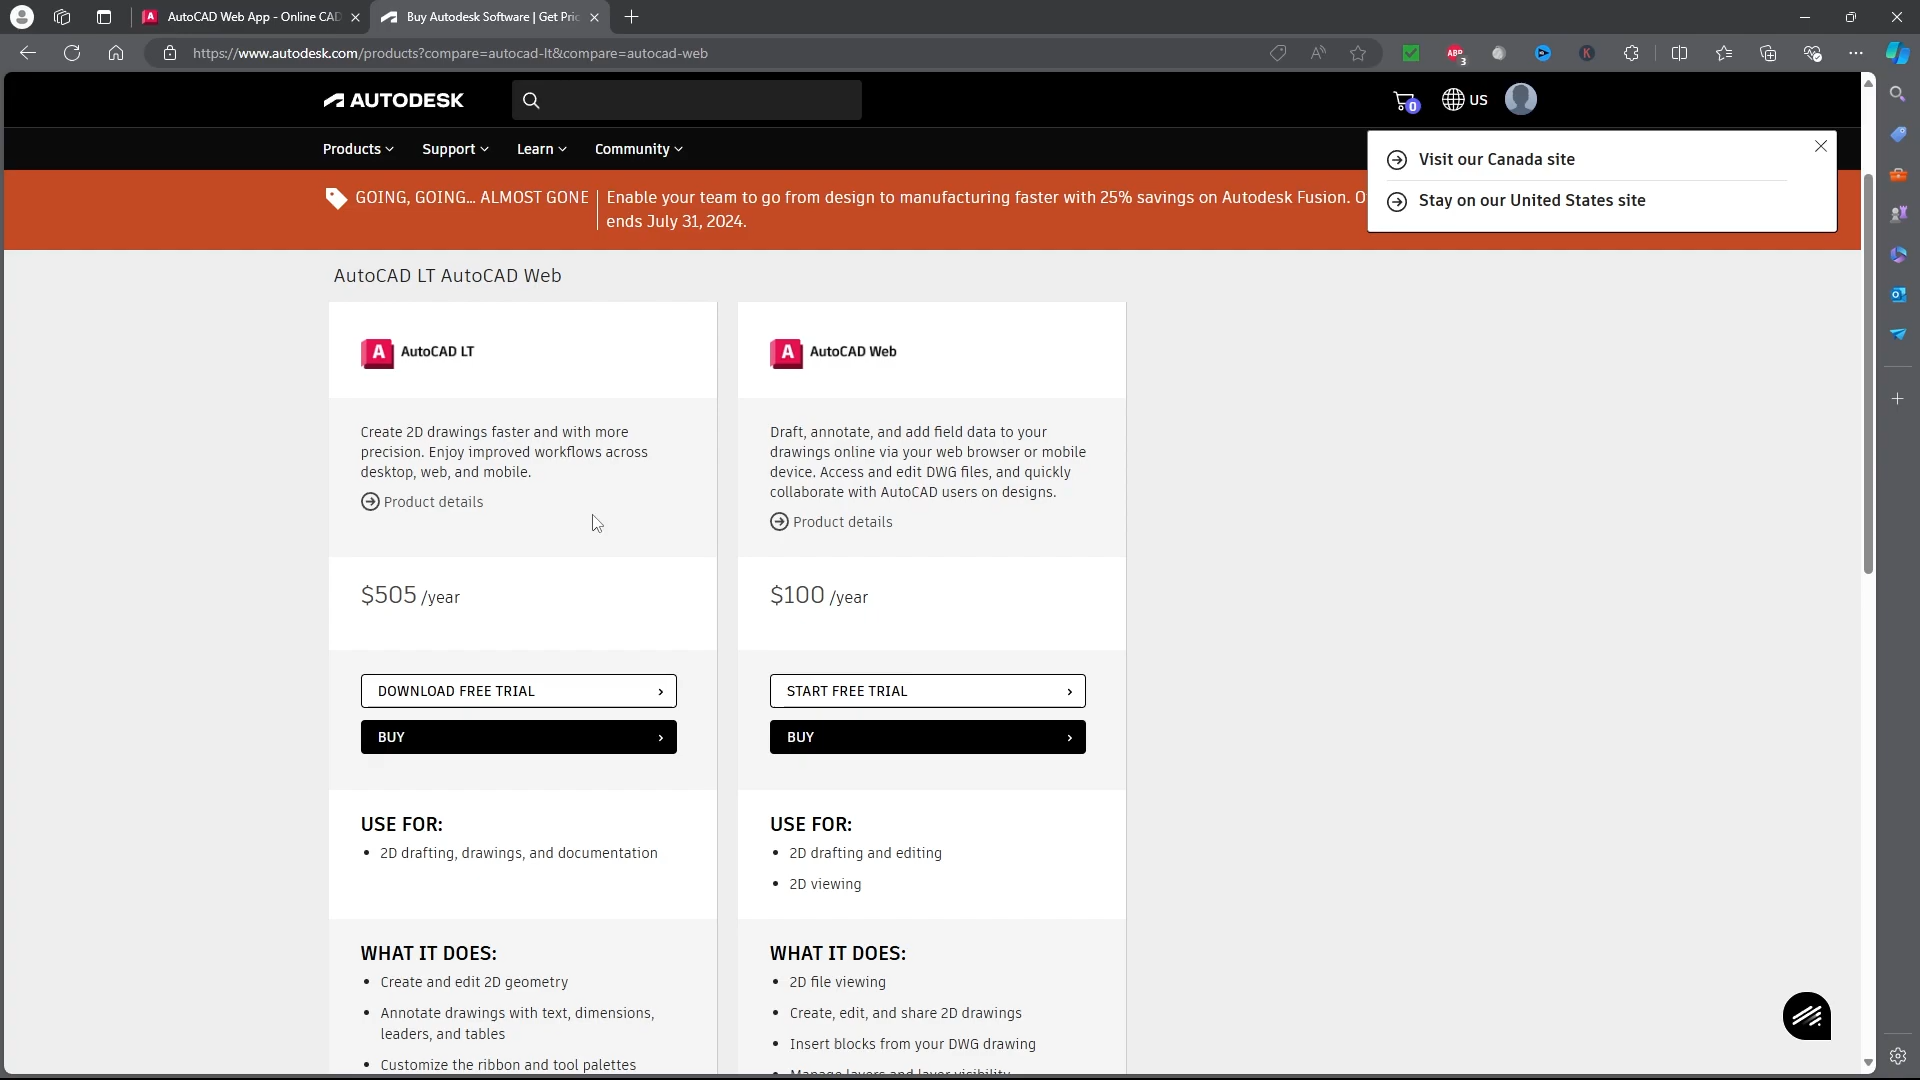 AutoCAD Web App - Online CAD
Buy Autodesk Software | Get Pric
https://www.autodesk.com/products?compare=autocad-lt&compare=autocad-web
ABP
3
K
AUTODESK
0
US
Products
Support
Learn
Community
Visit our Canada site
Stay on our United States site
GOING, GOING... ALMOST GONE
Enable your team to go from design to manufacturing faster with 25% savings on Autodesk Fusion. O
ends July 31, 2024.
AutoCAD LT AutoCAD Web
A AutoCAD LT
Create 2D drawings faster and with more
precision. Enjoy improved workflows across
desktop, web, and mobile.
Product details
$505 /year
DOWNLOAD FREE TRIAL
BUY
USE FOR:
• 2D drafting, drawings, and documentation
WHAT IT DOES:
• Create and edit 2D geometry
• Annotate drawings with text, dimensions,
leaders, and tables
• Customize the ribbon and tool palettes
A AutoCAD Web
Draft, annotate, and add field data to your
drawings online via your web browser or mobile
device. Access and edit DWG files, and quickly
collaborate with AutoCAD users on designs.
Product details
$100 /year
START FREE TRIAL
BUY
USE FOR:
• 2D drafting and editing
• 2D viewing
WHAT IT DOES:
• 2D file viewing
• Create, edit, and share 2D drawings
• Insert blocks from your DWG drawing
• Manage layers and layer visibility